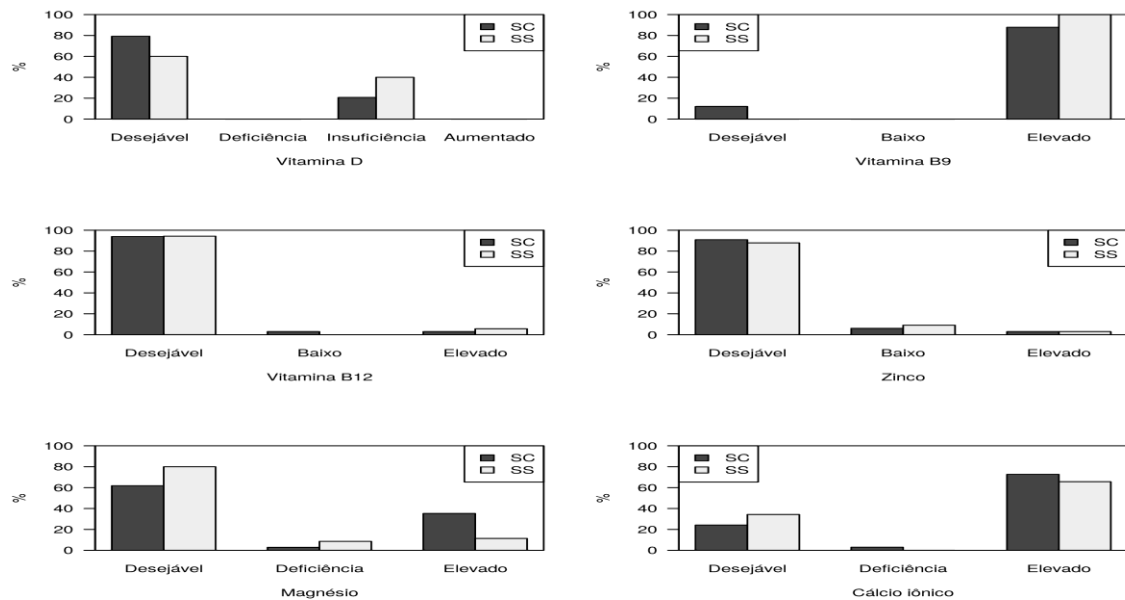 100
80
60
40
20
0
%
SC
SS
Desejável Deficiência Insuficiência Aumentado
Vitamina D
100
80
60
40
20
0
%
SC
SS
Desejável Baixo Elevado
Vitamina B9
100
80
60
40
20
0
%
SC
SS
Desejável Baixo Elevado
Vitamina B12
100
80
60
40
20
0
%
SC
SS
Desejável Baixo Elevado
Zinco
100
80
60
40
20
0
%
SC
SS
Desejável Deficiência Elevado
Magnésio
100
80
60
40
20
0
%
SC
SS
Desejável Deficiência Elevado
Cálcio iônico